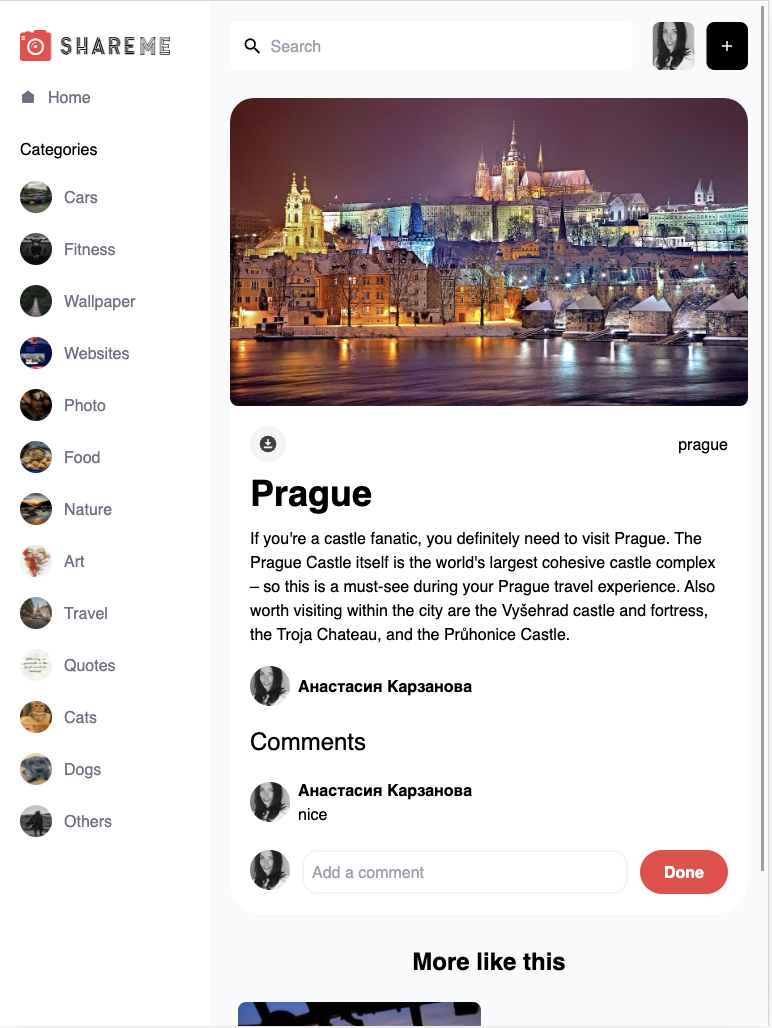 SHAREME
Search
+
Home
Categories
Cars
Fitness
Wallpaper
Websites
Photo
Food
Nature
Art
Travel
Quotes
Cats
Dogs
Others
prague
Prague
If you're a castle fanatic, you definitely need to visit Prague. The
Prague Castle itself is the world's largest cohesive castle complex
– so this is a must-see during your Prague travel experience. Also
worth visiting within the city are the Vyšehrad castle and fortress,
the Troja Chateau, and the Průhonice Castle.
Анастасия Карзанова
Comments
Анастасия Карзанова
nice
Add a comment
Done
More like this